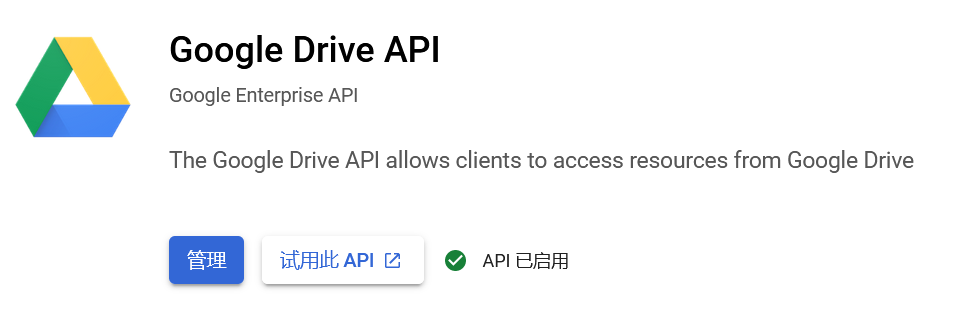 Google Drive API
Google Enterprise API
The Google Drive API allows clients to access resources from Google Drive
管理 试用此 API API 已启用